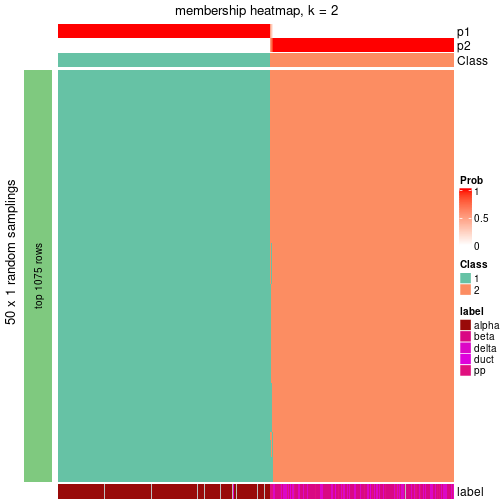 membership heatmap, k = 2
p1
p2
Class
50 x 1 random samplings
top 1075 rows
Prob
1
0.5
0
Class
1
2
label
alpha
beta
delta
duct
pp
label